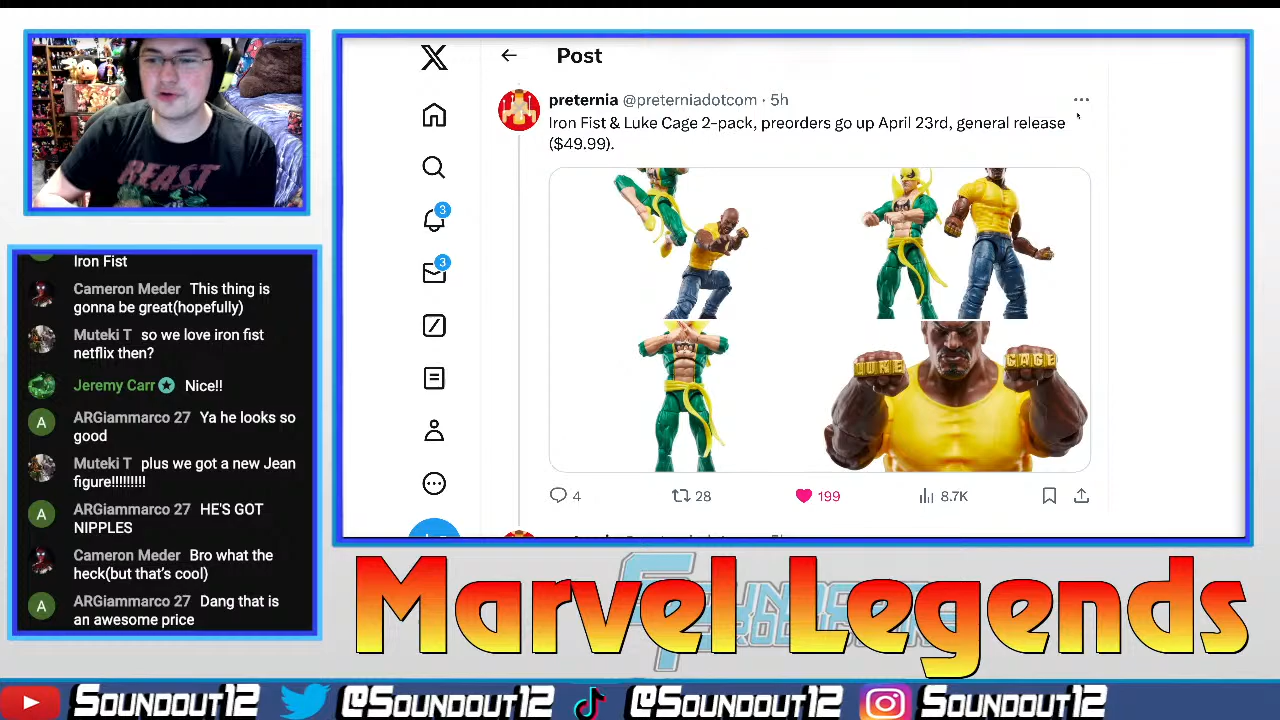 BEAST
Post
preternia @preterniadotcom · 5h
Iron Fist & Luke Cage 2-pack, preorders go up April 23rd, general release
($49.99).
3
3
LUKE
CAGE
4
28
199
8.7K
Iron Fist
Cameron Meder This thing is
gonna be great(hopefully)
Muteki T so we love iron fist
netflix then?
Jeremy Carr Nice!!
A
ARGiammarco 27 Ya he looks so
good
Muteki T plus we got a new Jean
figure!!!!!!!!!
A
ARGiammarco 27 HE'S GOT
NIPPLES
Cameron Meder Bro what the
heck(but that's cool)
A
ARGiammarco 27 Dang that is
an awesome price
Marvel Legends
Soundout12 @Soundout12 @Soundout12 Soundout12